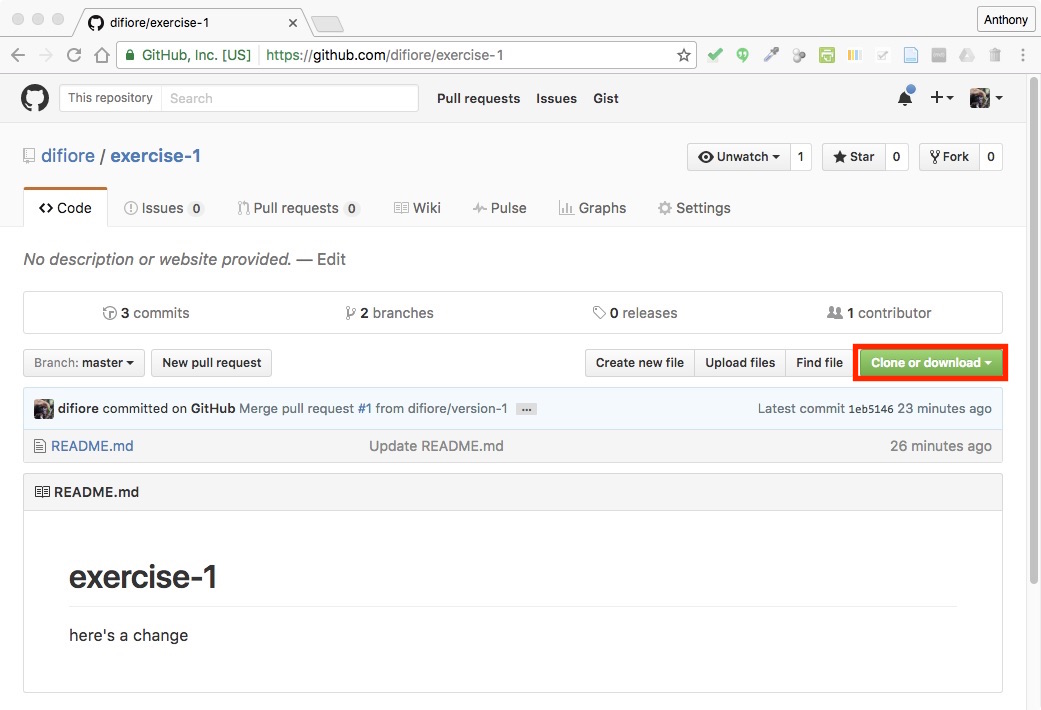 difiore/exercise-1
Anthony
GitHub, Inc. [US] https://github.com/difiore/exercise-1
This repository Search Pull requests Issues Gist
difiore / exercise-1 Unwatch 1 Star 0 Fork 0
Code Issues 0 Pull requests 0 Wiki Pulse Graphs Settings
No description or website provided. — Edit
3 commits 2 branches 0 releases 1 contributor
Branch: master New pull request Create new file Upload files Find file Clone or download
difiore committed on GitHub Merge pull request #1 from difiore/version-1 ... Latest commit 1eb5146 23 minutes ago
README.md Update README.md 26 minutes ago
README.md
exercise-1
here's a change